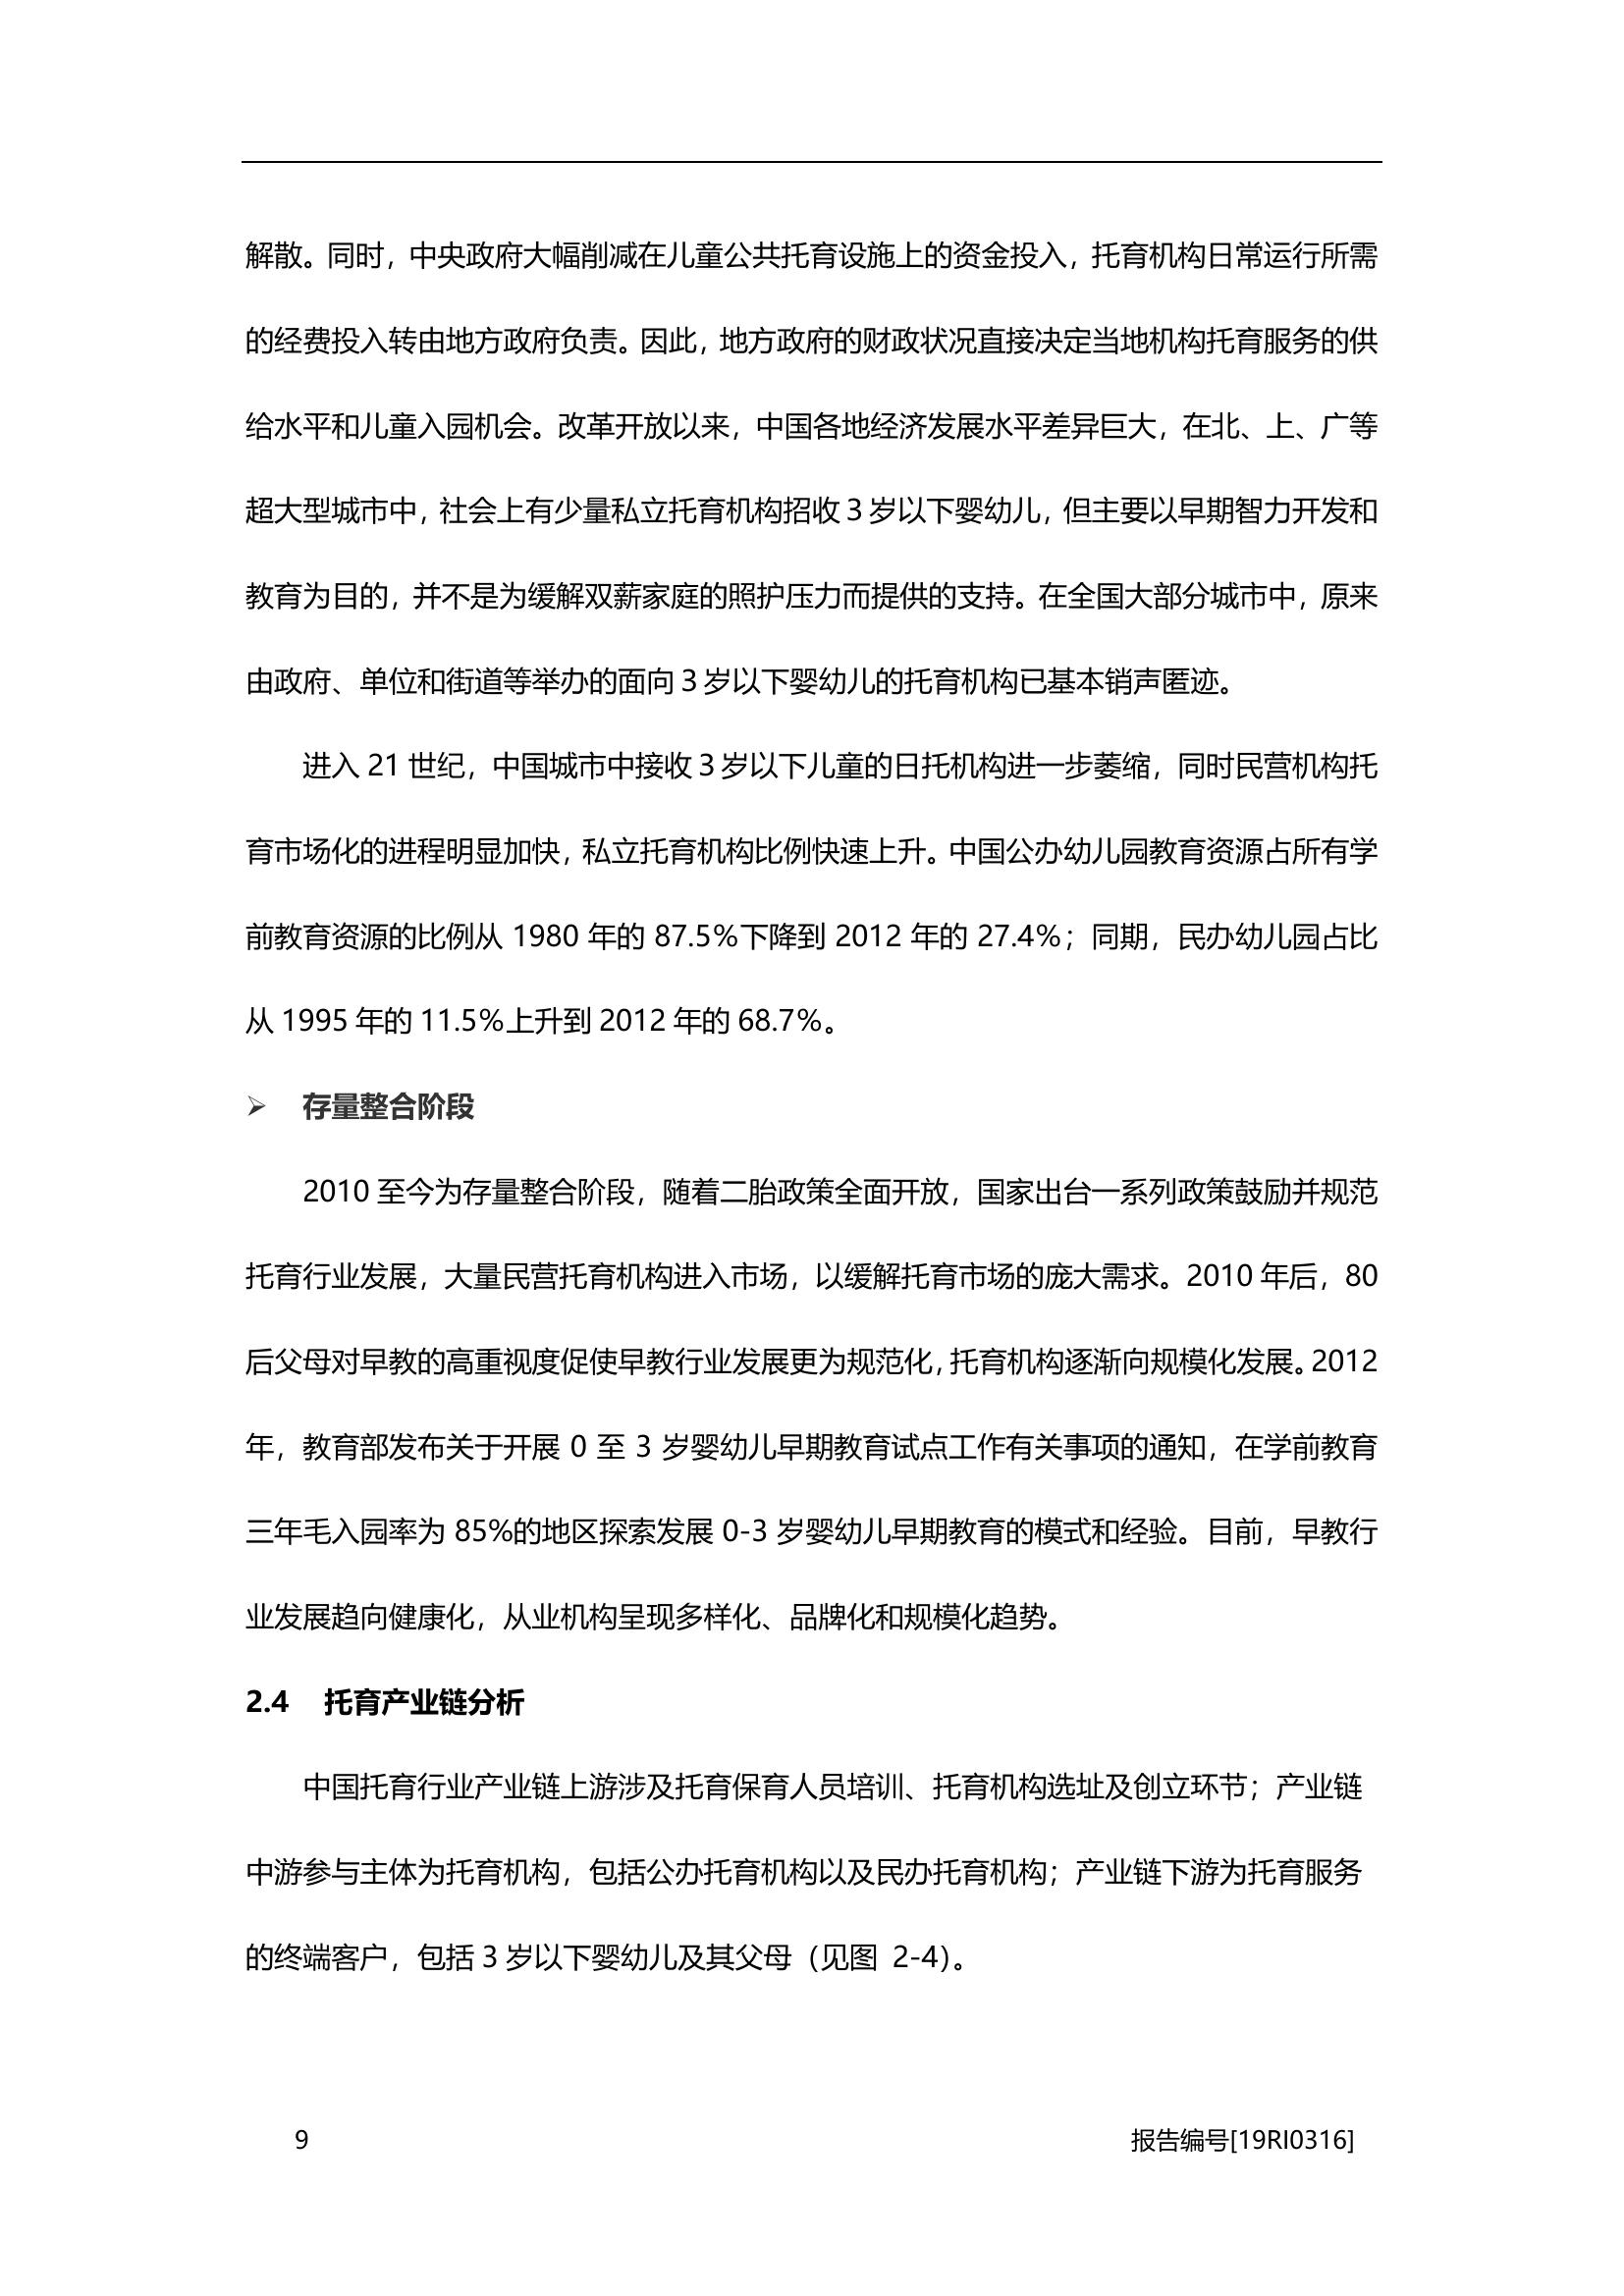 解散。同时，中央政府大幅削减在儿童公共托育设施上的资金投入，托育机构日常运行所需
的经费投入转由地方政府负责。因此，地方政府的财政状况直接决定当地机构托育服务的供
给水平和儿童入园机会。改革开放以来，中国各地经济发展水平差异巨大，在北、上、广等
超大型城市中，社会上有少量私立托育机构招收 3 岁以下婴幼儿，但主要以早期智力开发和
教育为目的，并不是为缓解双薪家庭的照护压力而提供的支持。在全国大部分城市中，原来
由政府、单位和街道等举办的面向 3 岁以下婴幼儿的托育机构已基本销声匿迹。
进入 21 世纪，中国城市中接收 3 岁以下儿童的日托机构进一步萎缩，同时民营机构托
育市场化的进程明显加快，私立托育机构比例快速上升。中国公办幼儿园教育资源占所有学
前教育资源的比例从 1980 年的 87.5%下降到 2012 年的 27.4%；同期，民办幼儿园占比
从 1995 年的 11.5%上升到 2012 年的 68.7%。
➢ 存量整合阶段
2010 至今为存量整合阶段，随着二胎政策全面开放，国家出台一系列政策鼓励并规范
托育行业发展，大量民营托育机构进入市场，以缓解托育市场的庞大需求。2010 年后，80
后父母对早教的高重视度促使早教行业发展更为规范化，托育机构逐渐向规模化发展。2012
年，教育部发布关于开展 0 至 3 岁婴幼儿早期教育试点工作有关事项的通知，在学前教育
三年毛入园率为 85%的地区探索发展 0-3 岁婴幼儿早期教育的模式和经验。目前，早教行
业发展趋向健康化，从业机构呈现多样化、品牌化和规模化趋势。
2.4 托育产业链分析
中国托育行业产业链上游涉及托育保育人员培训、托育机构选址及创立环节；产业链
中游参与主体为托育机构，包括公办托育机构以及民办托育机构；产业链下游为托育服务
的终端客户，包括 3 岁以下婴幼儿及其父母（见图 2-4）。
9 报告编号[19RI0316]